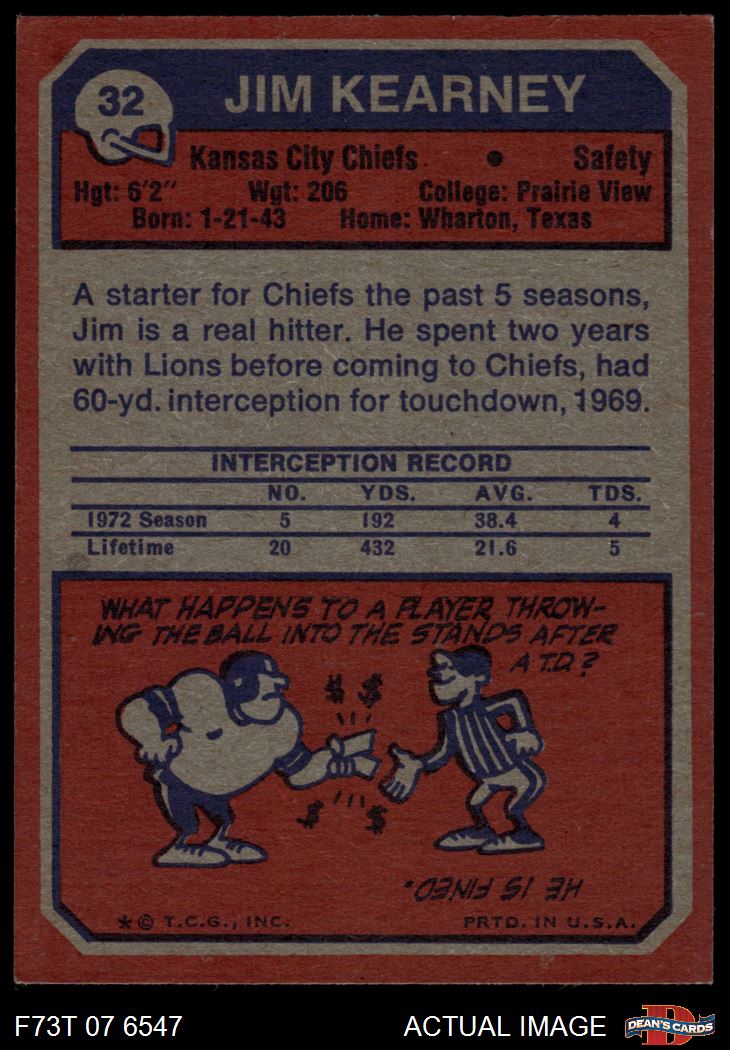 32
JIM KEARNEY
Kansas City Chiefs • Safety
Hgt: 6'2" Wgt: 206 College: Prairie View
Born: 1-21-43 Home: Wharton, Texas
A starter for Chiefs the past 5 seasons,
Jim is a real hitter. He spent two years
with Lions before coming to Chiefs, had
60-yd. interception for touchdown, 1969.
INTERCEPTION RECORD
NO. YDS. AVG. TDS.
1972 Season 5 192 38.4 4
Lifetime 20 432 21.6 5
WHAT HAPPENS TO A PLAYER THROW-
ING THE BALL INTO THE STANDS AFTER
A T.D.?
$ $
$ $
HE IS FINED.
* © T.C.G., INC. PRTD. IN U.S.A.
F73T 07 6547 ACTUAL IMAGE D DEAN'S CARDS